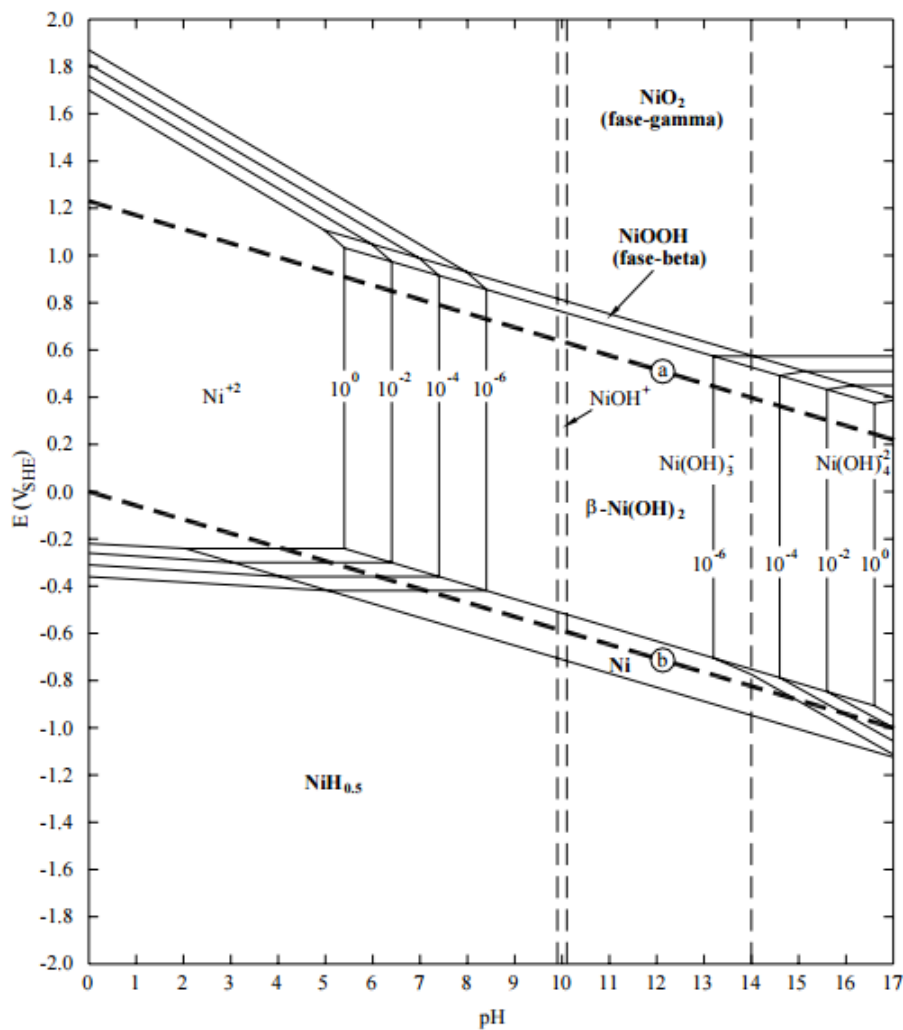 2.0
1.8
1.6
1.4
1.2
1.0
0.8
0.6
0.4
0.2
0.0
-0.2
-0.4
-0.6
-0.8
-1.0
-1.2
-1.4
-1.6
-1.8
-2.0
E (V_SHE)
NiO₂
(fase-gamma)
NiOOH
(fase-beta)
a
Ni⁺²
10⁰
10⁻²
10⁻⁴
10⁻⁶
NiOH⁺
Ni(OH)₃⁻
Ni(OH)₄⁻²
β-Ni(OH)₂
10⁻⁶
10⁻⁴
10⁻²
10⁰
Ni
b
NiH₀.₅
0 1 2 3 4 5 6 7 8 9 10 11 12 13 14 15 16 17
pH